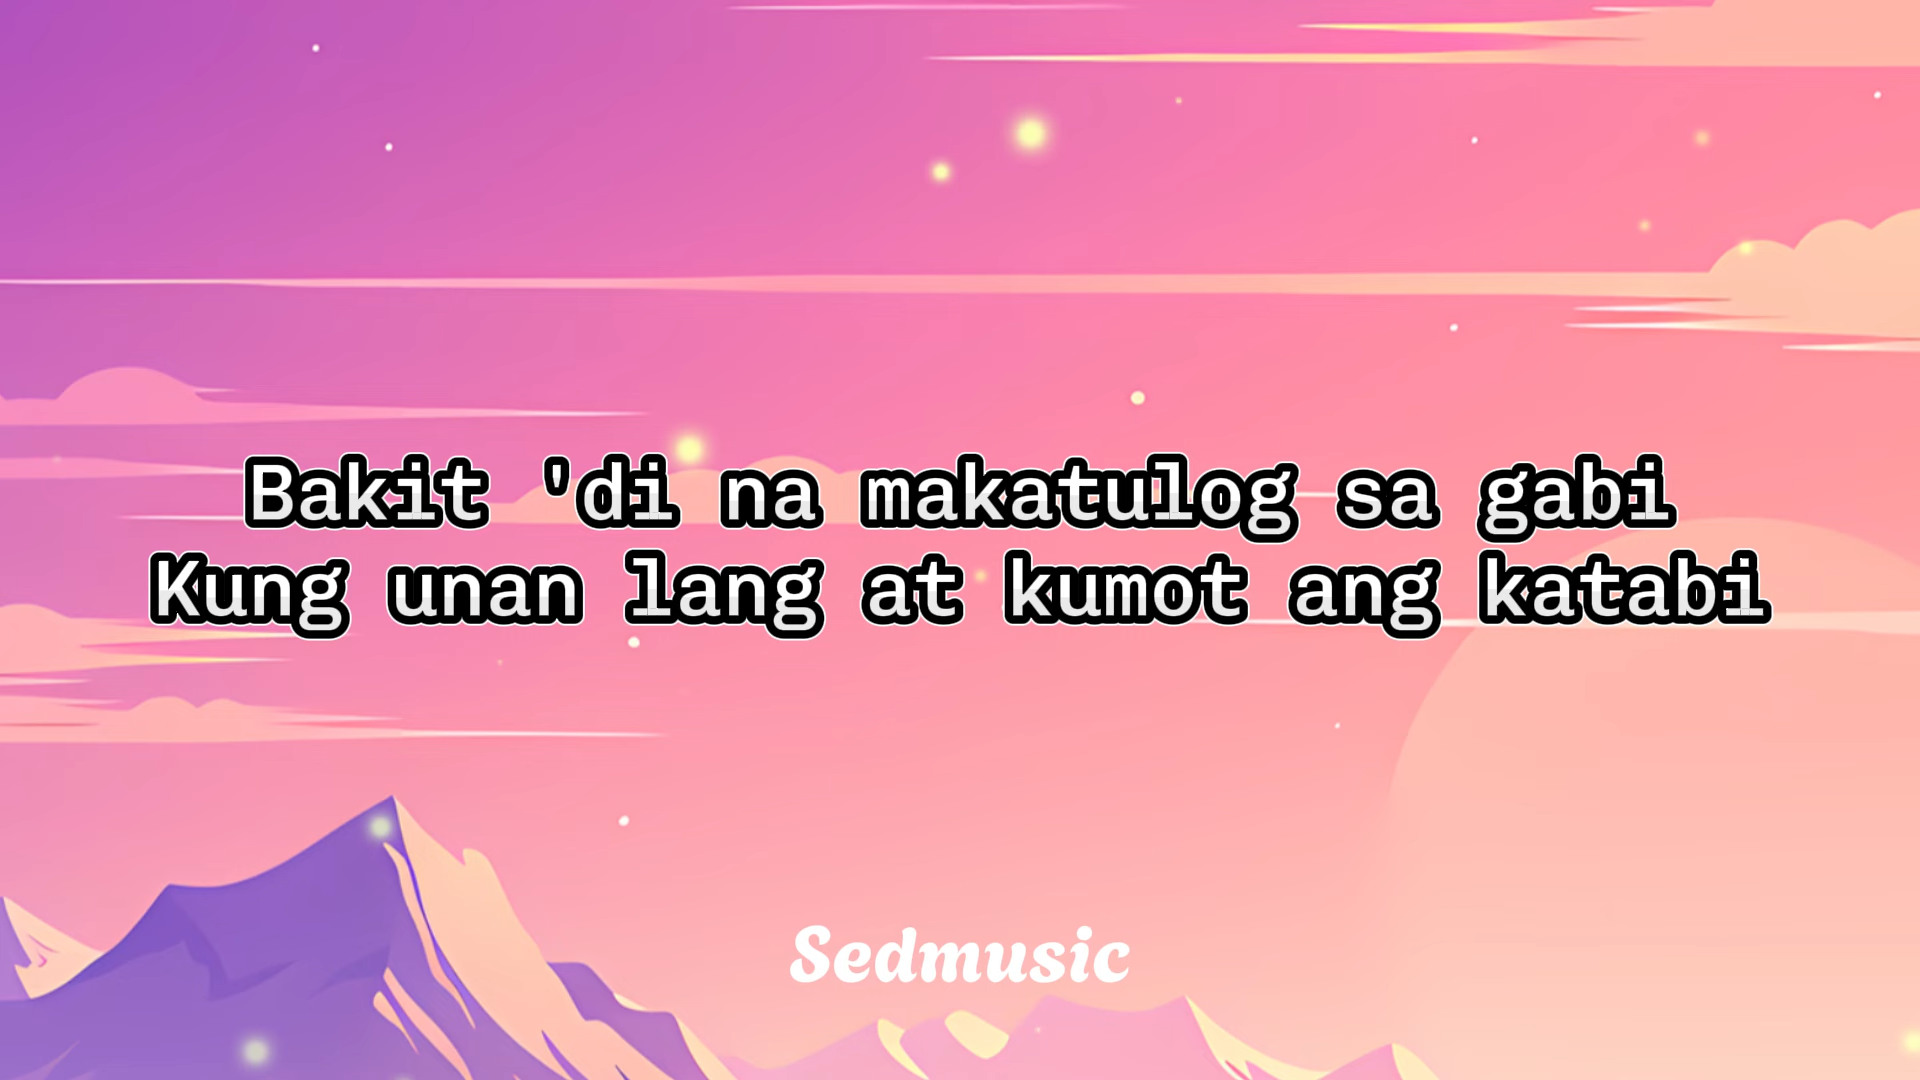 Bakit 'di na makatulog sa gabi
Kung unan lang at kumot ang katabi
Sedmusic